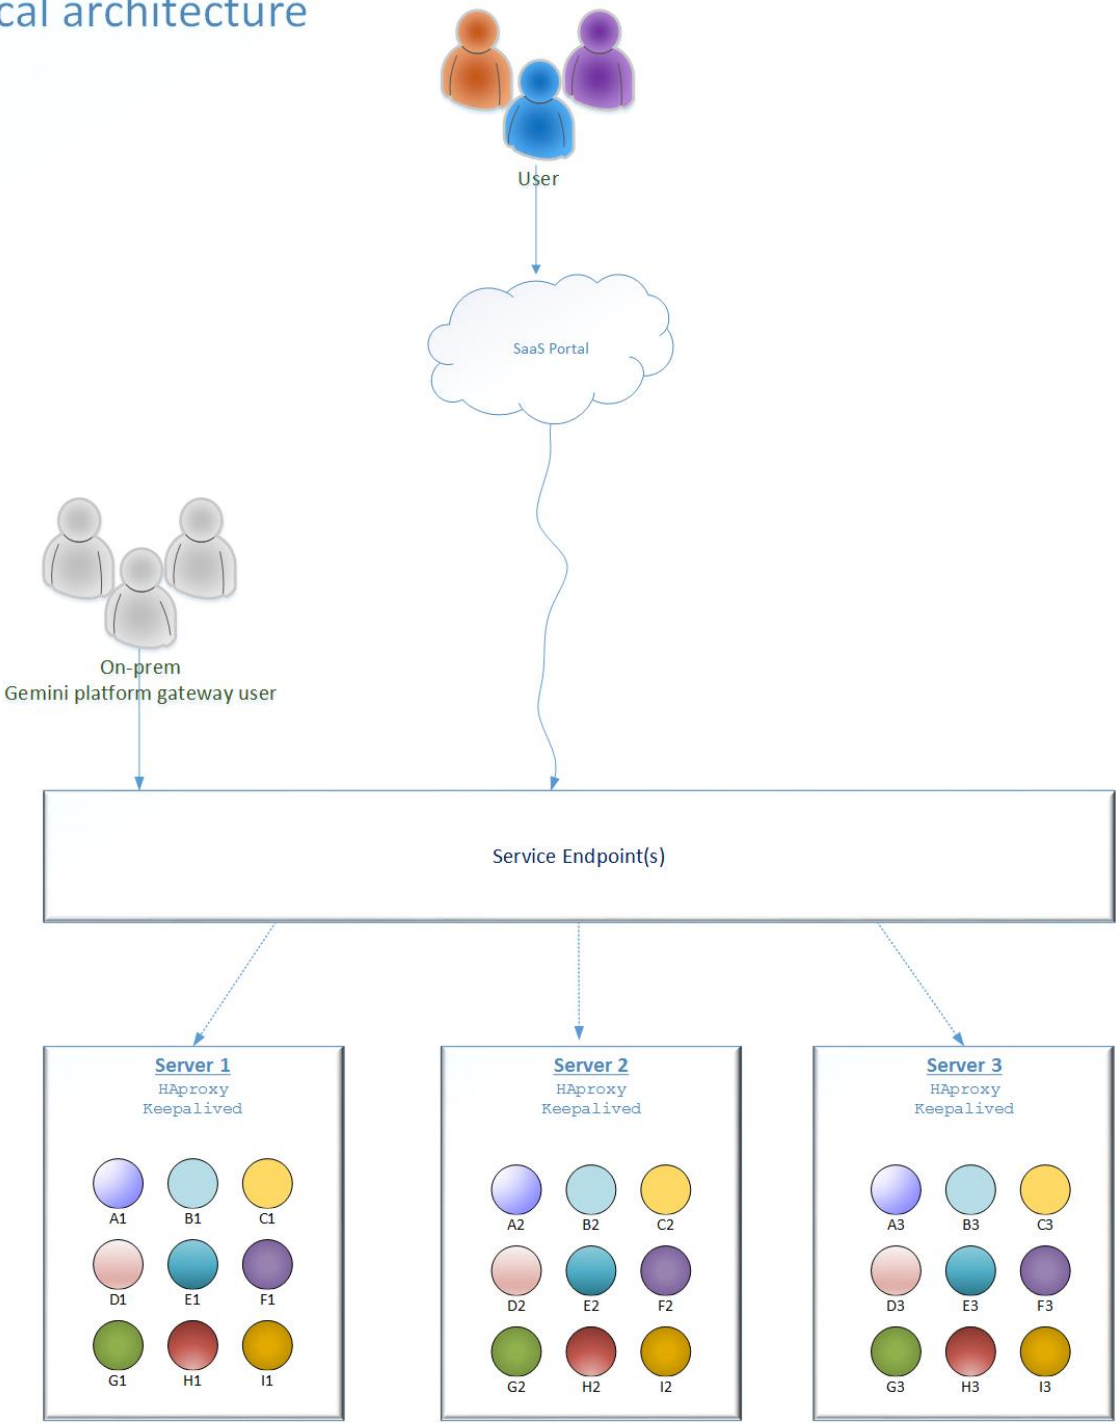 cal architecture
User
SaaS Portal
On-prem
Gemini platform gateway user
Service Endpoint(s)
Server 1
HAproxy
Keepalived
A1 B1 C1
D1 E1 F1
G1 H1 I1
Server 2
HAproxy
Keepalived
A2 B2 C2
D2 E2 F2
G2 H2 I2
Server 3
HAproxy
Keepalived
A3 B3 C3
D3 E3 F3
G3 H3 I3